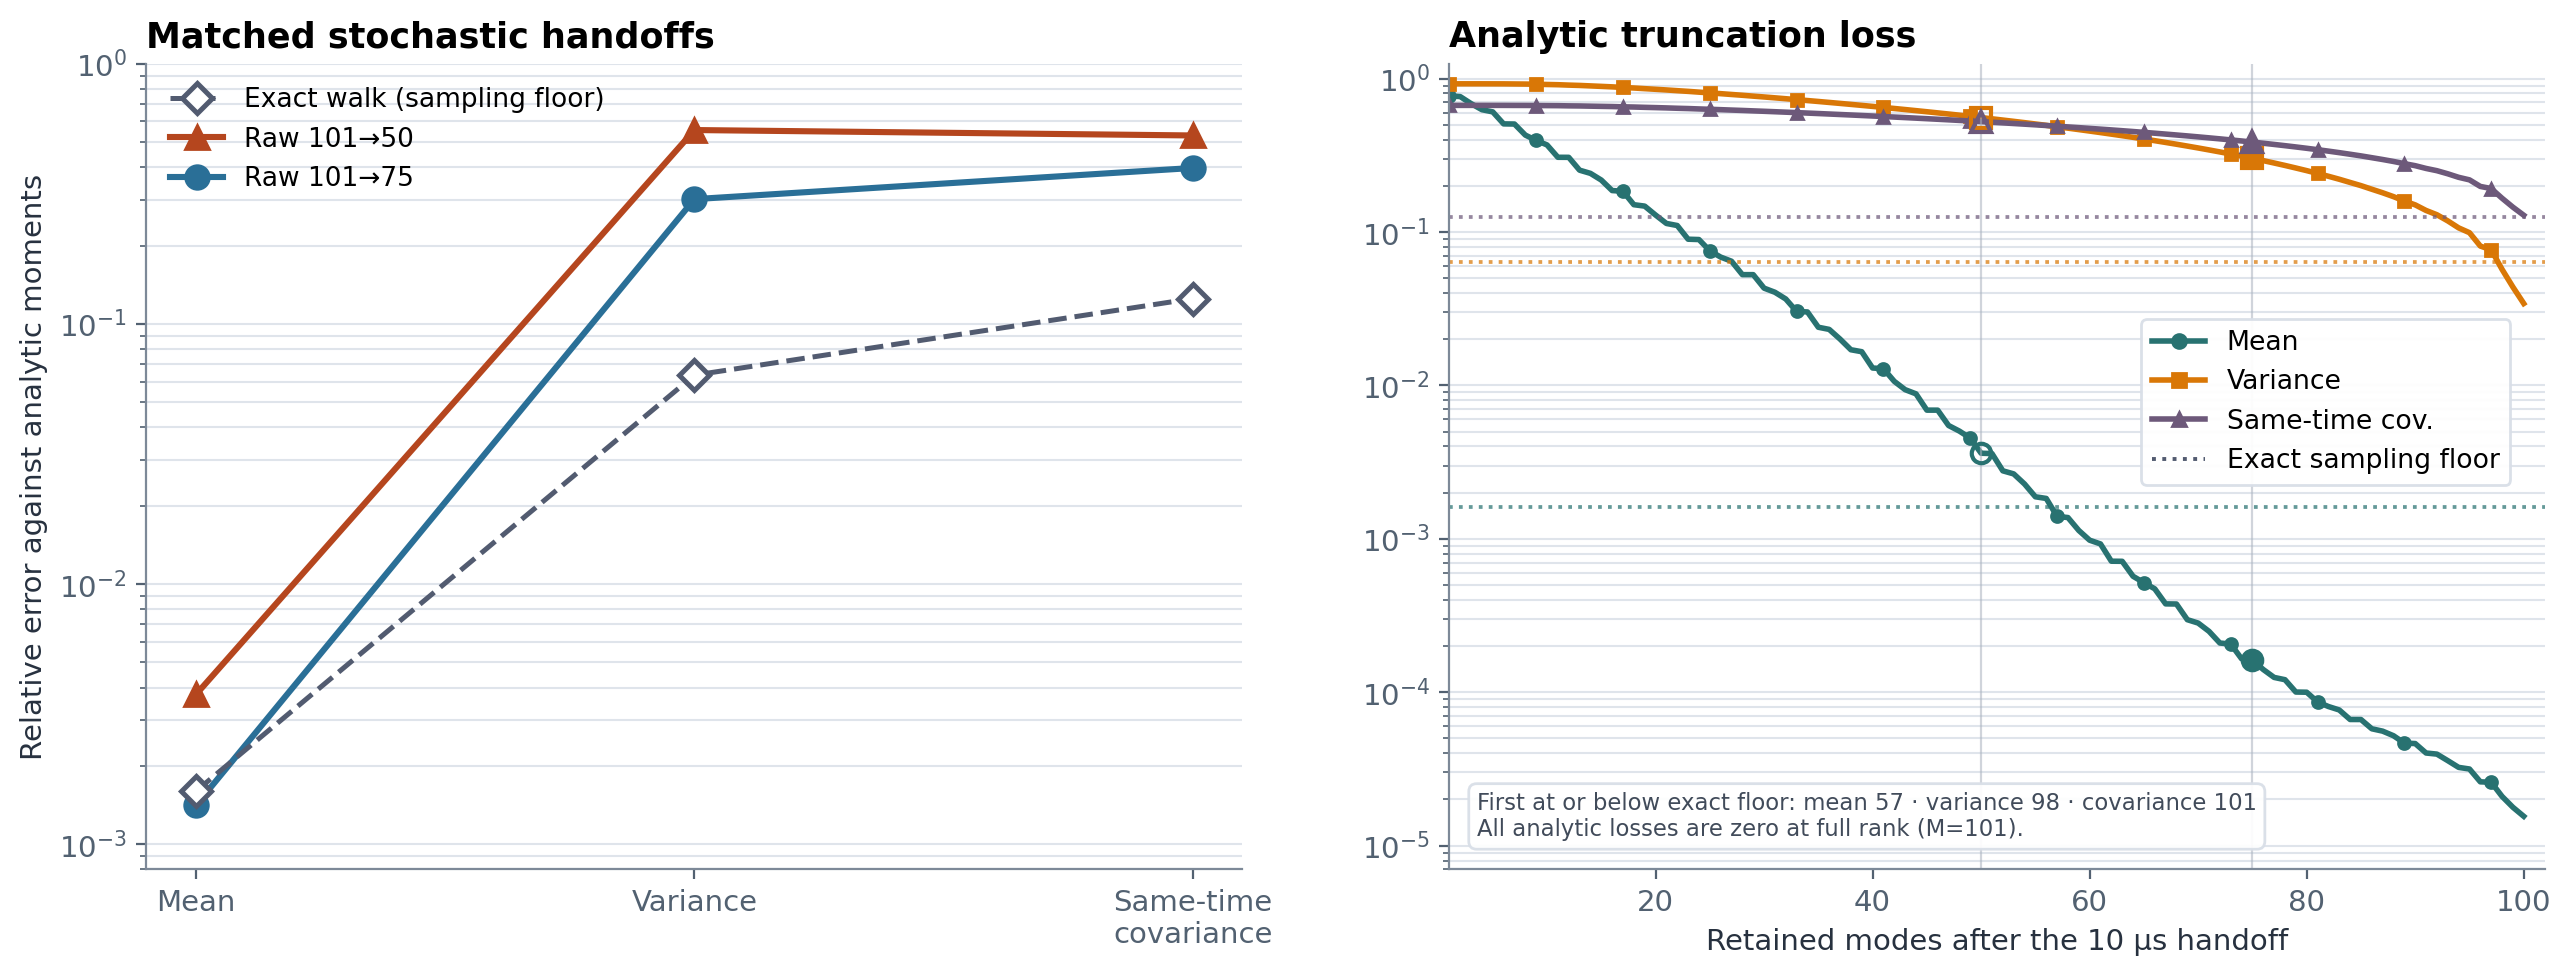 Matched stochastic handoffs
10⁰
10⁻¹
10⁻²
10⁻³
Relative error against analytic moments
Exact walk (sampling floor)
Raw 101→50
Raw 101→75
Mean
Variance
Same-time
covariance
Analytic truncation loss
10⁰
10⁻¹
10⁻²
10⁻³
10⁻⁴
10⁻⁵
Mean
Variance
Same-time cov.
Exact sampling floor
First at or below exact floor: mean 57 · variance 98 · covariance 101
All analytic losses are zero at full rank (M=101).
20
40
60
80
100
Retained modes after the 10 µs handoff